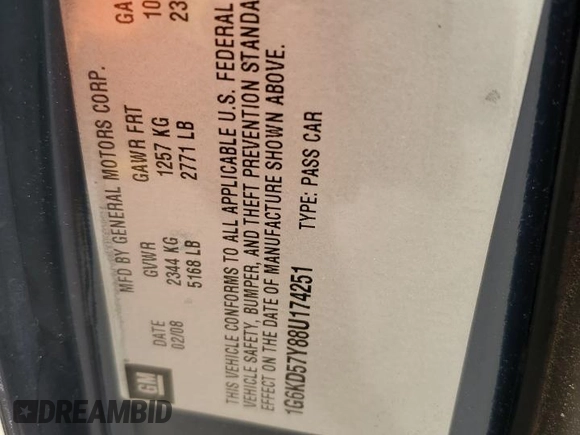 MFD BY GENERAL MOTORS CORP.
DATE GVWR GAWR FRT GA
02/08 2344 KG 1257 KG 10
5168 LB 2771 LB 23
THIS VEHICLE CONFORMS TO ALL APPLICABLE U.S. FEDERAL
VEHICLE SAFETY, BUMPER, AND THEFT PREVENTION STANDA
EFFECT ON THE DATE OF MANUFACTURE SHOWN ABOVE.
1G6KD57Y88U174251 TYPE: PASS CAR
GM
DREAMBID